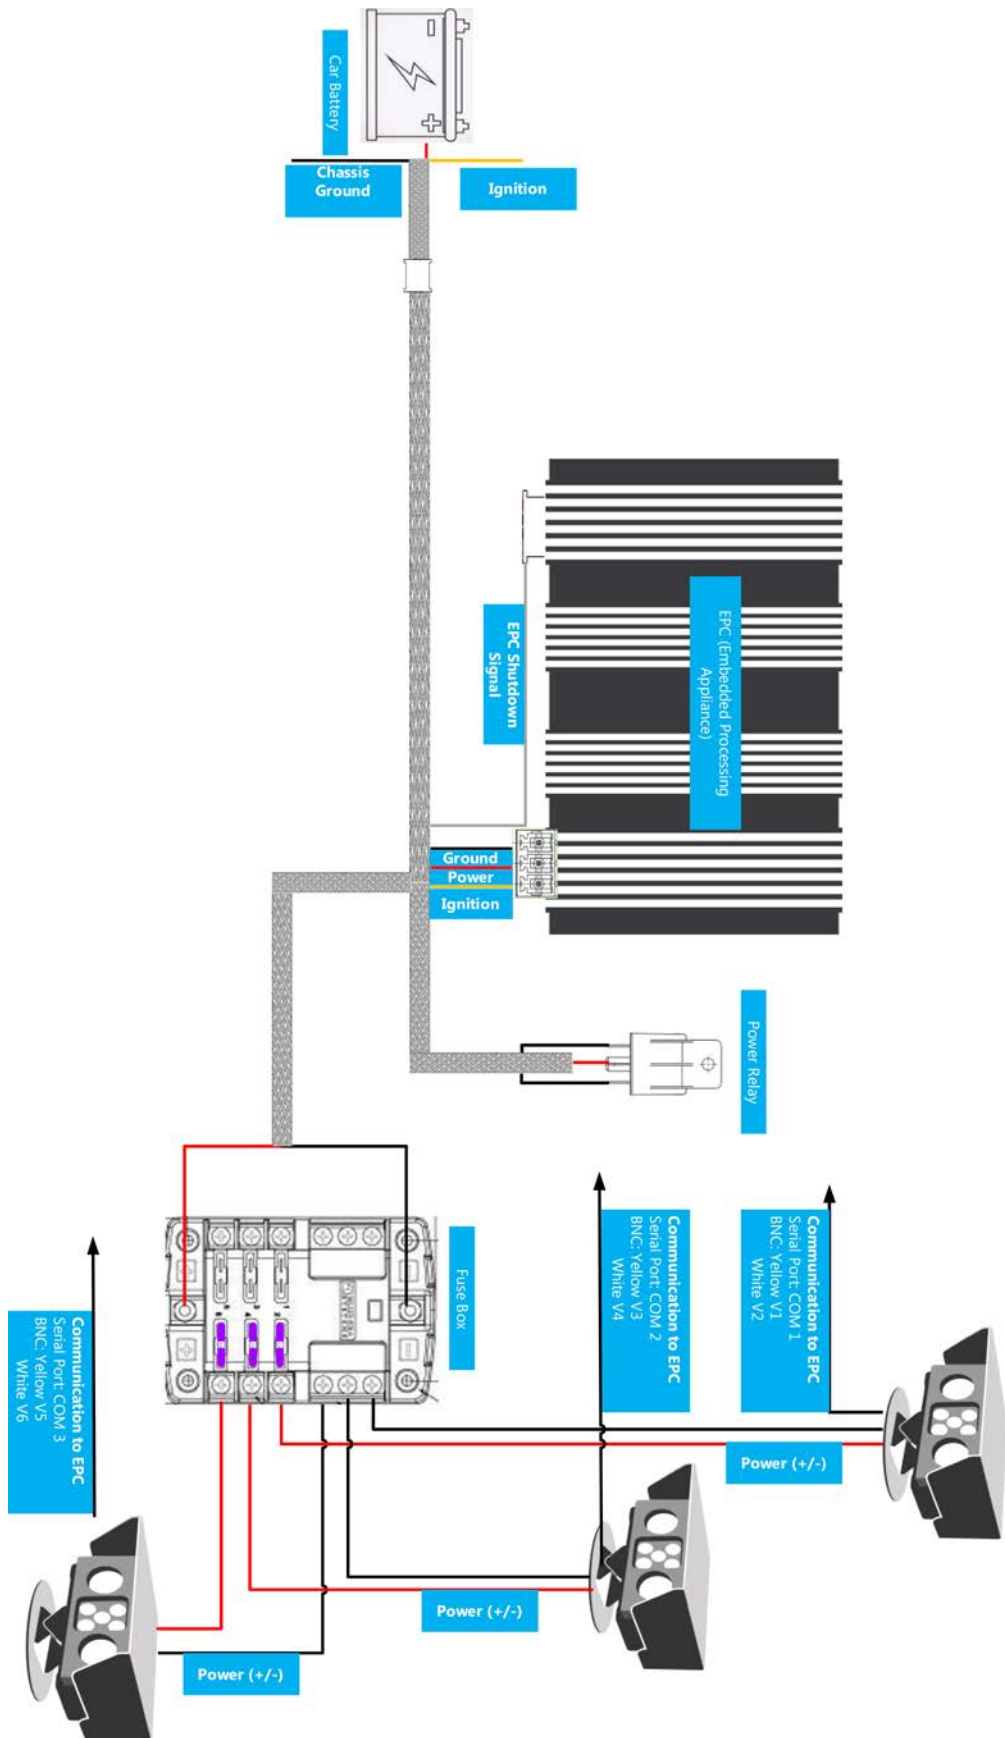 Car Battery
Chassis
Ground
Ignition
EPC Shutdown
Signal
EPC (Embedded Processing
Appliance)
Ground
Power
Ignition
Power Relay
Fuse Box
Communication to EPC
Serial Port: COM 1
BNC: Yellow V1
White V2
Communication to EPC
Serial Port: COM 2
BNC: Yellow V3
White V4
Communication to EPC
Serial Port: COM 3
BNC: Yellow V5
White V6
Power (+/-)
Power (+/-)
Power (+/-)